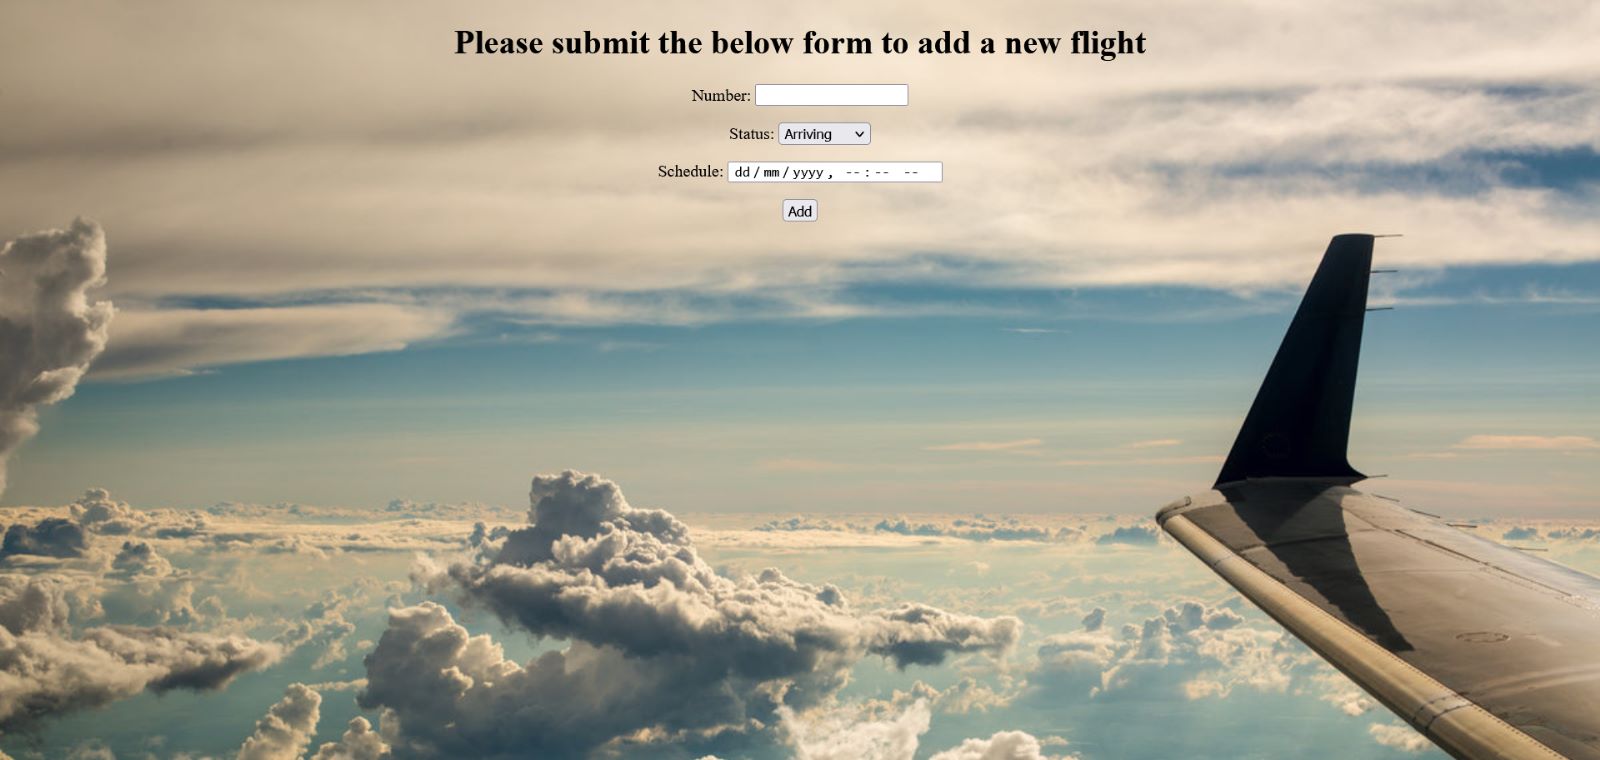 Please submit the below form to add a new flight
Number:
Status: Arriving
Schedule: dd/mm/yyyy, --:-- --
Add